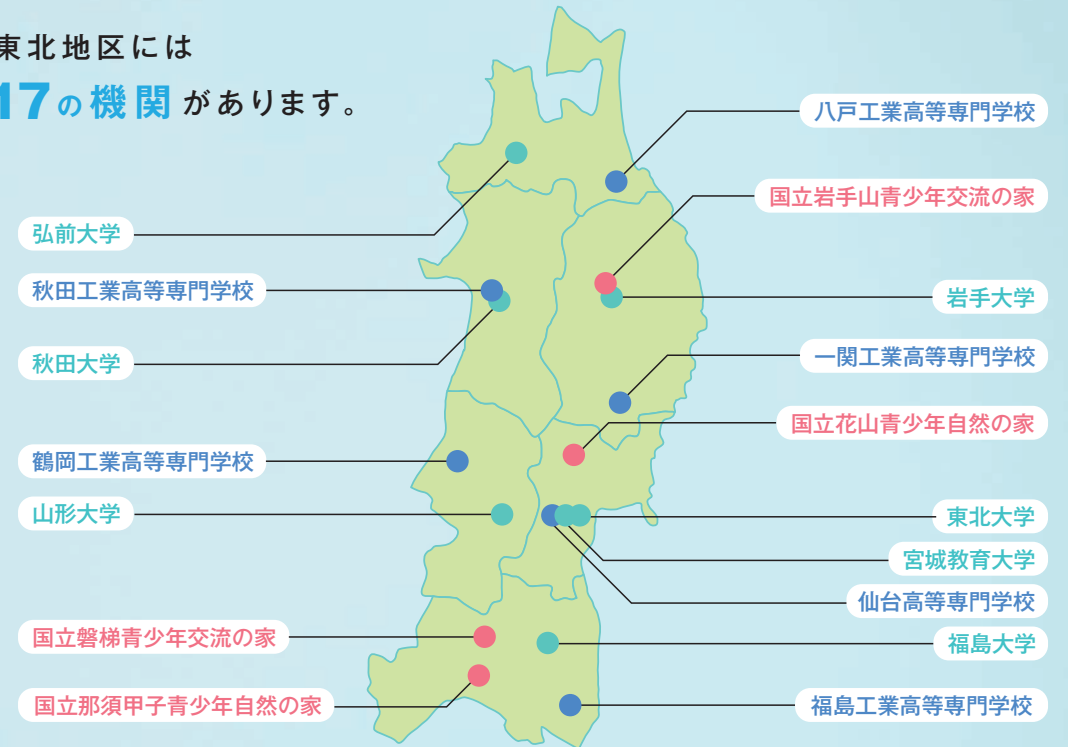 東北地区には
17の機関があります。
弘前大学
秋田工業高等専門学校
秋田大学
鶴岡工業高等専門学校
山形大学
国立磐梯青少年交流の家
国立那須甲子青少年自然の家
八戸工業高等専門学校
国立岩手山青少年交流の家
岩手大学
一関工業高等専門学校
国立花山青少年自然の家
東北大学
宮城教育大学
仙台高等専門学校
福島大学
福島工業高等専門学校